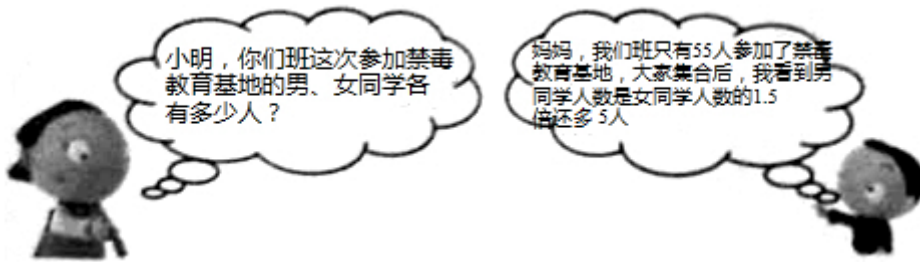 小明，你们班这次参加禁毒
教育基地的男、女同学各
有多少人？
妈妈，我们班只有55人参加了禁毒
教育基地，大家集合后，我看到男
同学人数是女同学人数的1.5
倍还多 5人